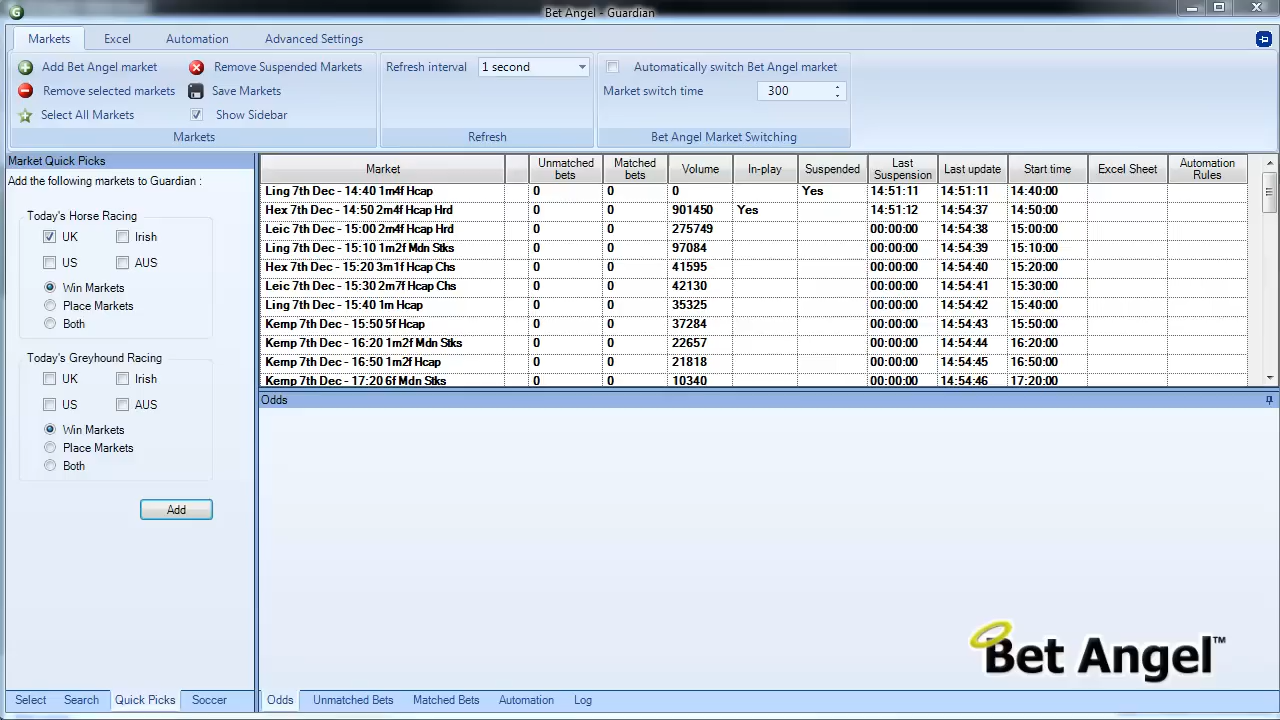 Bet Angel - Guardian
Markets Excel Automation Advanced Settings
Add Bet Angel market Remove Suspended Markets Refresh interval 1 second Automatically switch Bet Angel market
Remove selected markets Save Markets Market switch time 300
Select All Markets Show Sidebar
Markets Refresh Bet Angel Market Switching
Market Quick Picks
Add the following markets to Guardian :
Today's Horse Racing
UK Irish
US AUS
Win Markets
Place Markets
Both
Today's Greyhound Racing
UK Irish
US AUS
Win Markets
Place Markets
Both
Add
Select Search Quick Picks Soccer
Market Unmatched bets Matched bets Volume In-play Suspended Last Suspension Last update Start time Excel Sheet Automation Rules
Ling 7th Dec - 14:40 1m4f Hcap 0 0 0 Yes 14:51:11 14:51:11 14:40:00
Hex 7th Dec - 14:50 2m4f Hcap Hrd 0 0 901450 Yes 14:51:12 14:54:37 14:50:00
Leic 7th Dec - 15:00 2m4f Hcap Hrd 0 0 275749 00:00:00 14:54:38 15:00:00
Ling 7th Dec - 15:10 1m2f Mdn Stks 0 0 97084 00:00:00 14:54:39 15:10:00
Hex 7th Dec - 15:20 3m1f Hcap Chs 0 0 41595 00:00:00 14:54:40 15:20:00
Leic 7th Dec - 15:30 2m7f Hcap Chs 0 0 42130 00:00:00 14:54:41 15:30:00
Ling 7th Dec - 15:40 1m Hcap 0 0 35325 00:00:00 14:54:42 15:40:00
Kemp 7th Dec - 15:50 5f Hcap 0 0 37284 00:00:00 14:54:43 15:50:00
Kemp 7th Dec - 16:20 1m2f Mdn Stks 0 0 22657 00:00:00 14:54:44 16:20:00
Kemp 7th Dec - 16:50 1m2f Hcap 0 0 21818 00:00:00 14:54:45 16:50:00
Kemp 7th Dec - 17:20 6f Mdn Stks 0 0 10340 00:00:00 14:54:46 17:20:00
Odds
Bet Angel™
Odds Unmatched Bets Matched Bets Automation Log